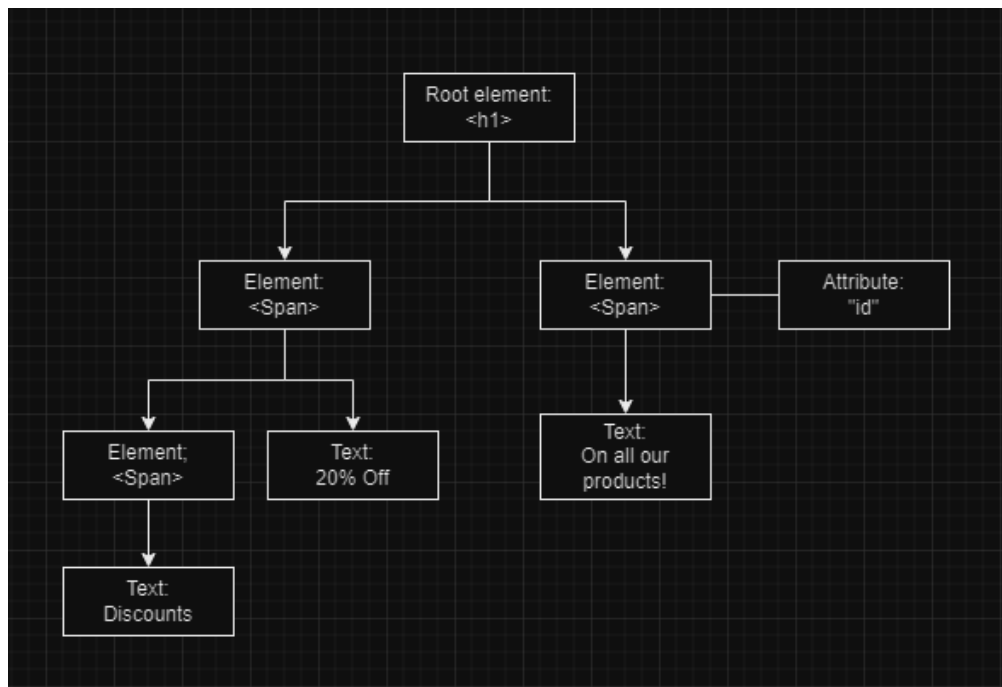 Root element:
<h1>
Element:
<Span>
Element:
<Span>
Attribute:
"id"
Element;
<Span>
Text:
20% Off
Text:
On all our
products!
Text:
Discounts